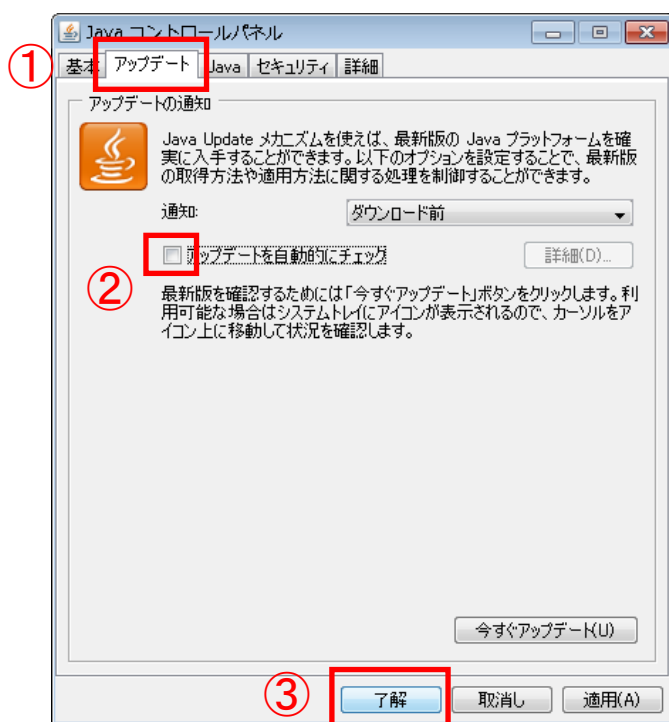 Java コントロールパネル
①
基本 アップデート Java セキュリティ 詳細
アップデートの通知
Java Update メカニズムを使えば、最新版の Java プラットフォームを確
実に入手することができます。以下のオプションを設定することで、最新版
の取得方法や適用方法に関する処理を制御することができます。
通知: ダウンロード前
アップデートを自動的にチェック 詳細(D)...
②
最新版を確認するためには「今すぐアップデート」ボタンをクリックします。利
用可能な場合はシステムトレイにアイコンが表示されるので、カーソルをア
イコン上に移動して状況を確認します。
今すぐアップデート(U)
③
了解 取消し 適用(A)